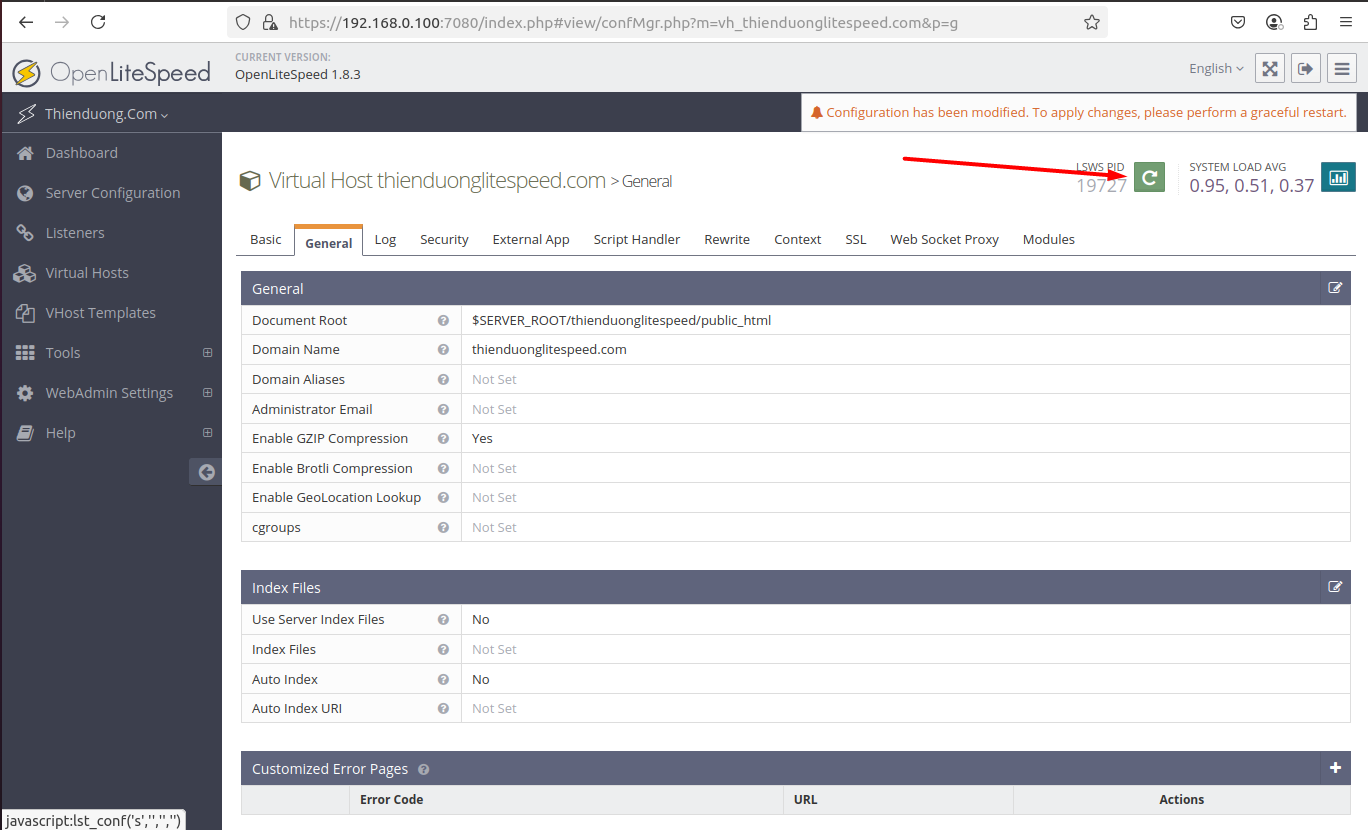 https://192.168.0.100:7080/index.php#view/confMgr.php?m=vh_thienduonglitespeed.com&p=g
OpenLiteSpeed
CURRENT VERSION:
OpenLiteSpeed 1.8.3
English
Thienduong.Com
Configuration has been modified. To apply changes, please perform a graceful restart.
Dashboard
Server Configuration
Listeners
Virtual Hosts
VHost Templates
Tools
WebAdmin Settings
Help
Virtual Host thienduonglitespeed.com > General
LSWS PID
19727
SYSTEM LOAD AVG
0.95, 0.51, 0.37
Basic General Log Security External App Script Handler Rewrite Context SSL Web Socket Proxy Modules
General
Document Root $SERVER_ROOT/thienduonglitespeed/public_html
Domain Name thienduonglitespeed.com
Domain Aliases Not Set
Administrator Email Not Set
Enable GZIP Compression Yes
Enable Brotli Compression Not Set
Enable GeoLocation Lookup Not Set
cgroups Not Set
Index Files
Use Server Index Files No
Index Files Not Set
Auto Index No
Auto Index URI Not Set
Customized Error Pages
Error Code URL Actions
javascript:lst_conf('s','','','')